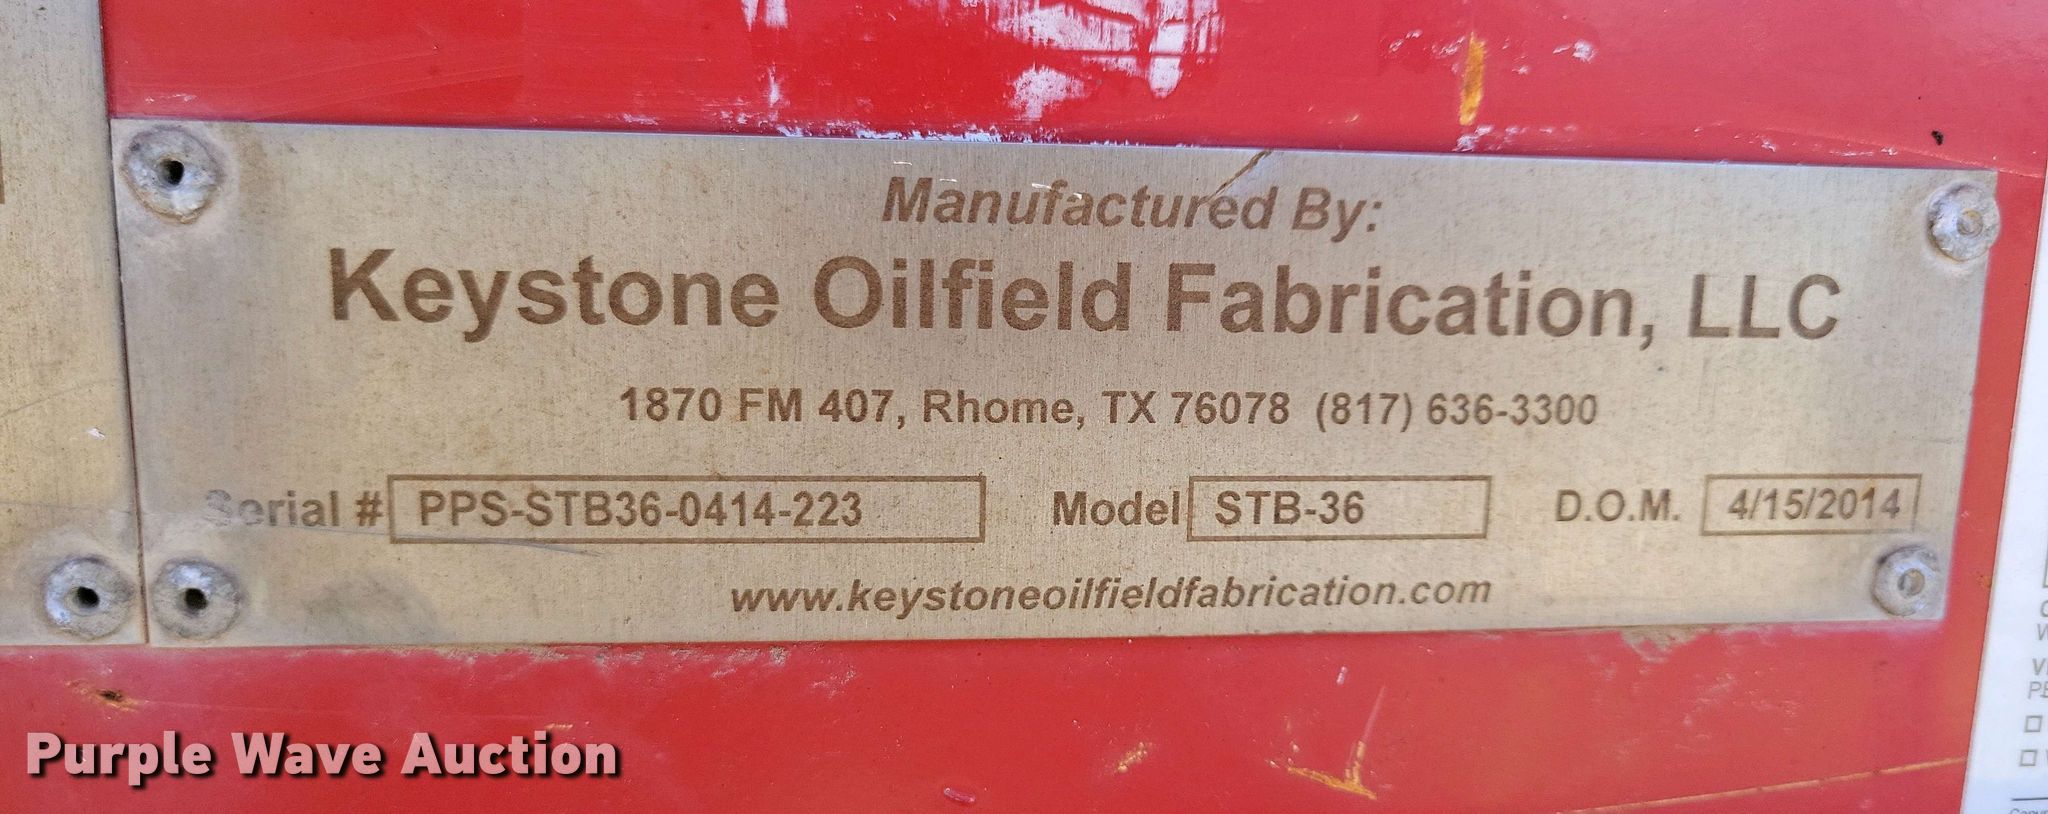 Manufactured By:
Keystone Oilfield Fabrication, LLC
1870 FM 407, Rhome, TX 76078 (817) 636-3300
Serial # PPS-STB36-0414-223 Model STB-36 D.O.M. 4/15/2014
www.keystoneoilfieldfabrication.com
Purple Wave Auction